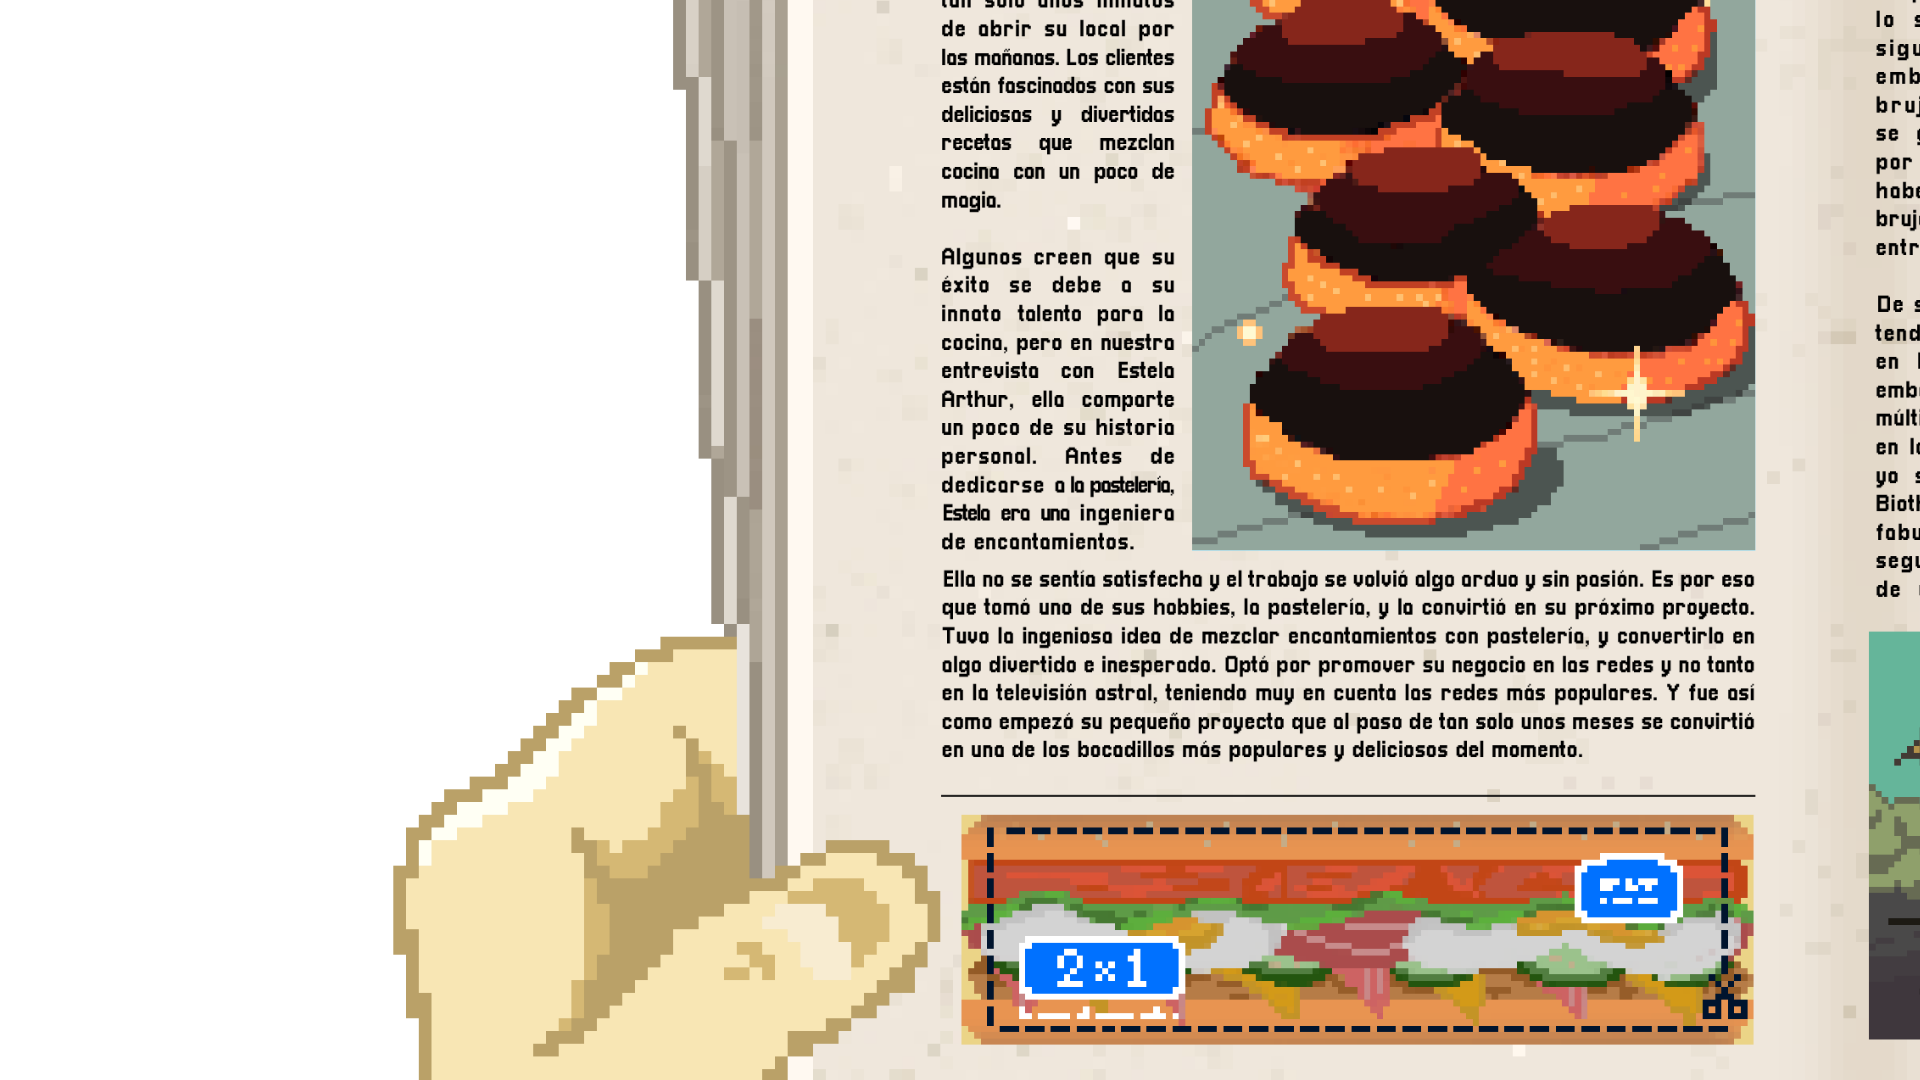 de abrir su local por
las mañanas. Los clientes
están fascinados con sus
deliciosas y divertidas
recetas que mezclan
cocina con un poco de
magia.
Algunos creen que su
éxito se debe a su
innato talento para la
cocina, pero en nuestra
entrevista con Estela
Arthur, ella comparte
un poco de su historia
personal. Antes de
dedicarse a la pastelería,
Estela era una ingeniera
de encantamientos.
Ella no se sentía satisfecha y el trabajo se volvió algo arduo y sin pasión. Es por eso
que tomó uno de sus hobbies, la pastelería, y la convirtió en su próximo proyecto.
Tuvo la ingeniosa idea de mezclar encantamientos con pastelería, y convertirlo en
algo divertido e inesperado. Optó por promover su negocio en las redes y no tanto
en la televisión astral, teniendo muy en cuenta las redes más populares. Y fue así
como empezó su pequeño proyecto que al paso de tan solo unos meses se convirtió
en una de los bocadillos más populares y deliciosos del momento.
2x1
lo
se
por
De
en
en
yo
de